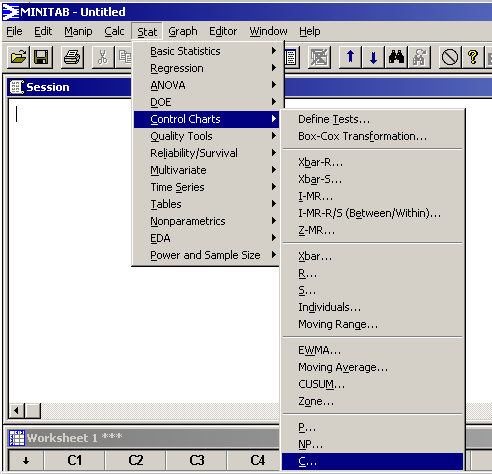 MINITAB - Untitled
File Edit Manip Calc Stat Graph Editor Window Help
Session
Basic Statistics
Regression
ANOVA
DOE
Control Charts
Quality Tools
Reliability/Survival
Multivariate
Time Series
Tables
Nonparametrics
EDA
Power and Sample Size
Define Tests...
Box-Cox Transformation...
Xbar-R...
Xbar-S...
I-MR...
I-MR-R/S (Between/Within)...
Z-MR...
Xbar...
R...
S...
Individuals...
Moving Range...
EWMA...
Moving Average...
CUSUM...
Zone...
P...
NP...
C...
Worksheet 1 ***
C1 C2 C3 C4